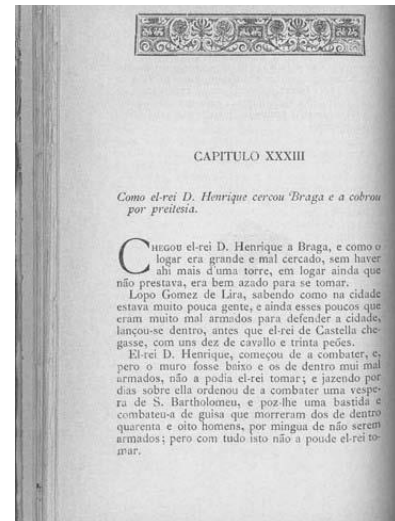 CAPITULO XXXIII
Como el-rei D. Henrique cercou Braga e a cobrou
por preitesia.
CHEGOU el-rei D. Henrique a Braga, e como o
logar era grande e mal cercado, sem haver
ahi mais d'uma torre, em logar ainda que
não prestava, era bem azado para se tomar.
Lopo Gomez de Lira, sabendo como na cidade
estava muito pouca gente, e ainda esses poucos que
eram muito mal armados para defender a cidade,
lançou-se dentro, antes que el-rei de Castella che-
gasse, com uns dez de cavallo e trinta peões.
El-rei D. Henrique, começou de a combater, e,
pero o muro fosse baixo e os de dentro mui mal
armados, não a podia el-rei tomar; e jazendo por
dias sobre ella ordenou de a combater uma vespe-
ra de S. Bartholomeu, e poz-lhe uma bastida e
combateu-a de guisa que morreram dos de dentro
quarenta e oito homens, por mingua de não serem
armados; pero com tudo isto não a poude el-rei to-
mar.